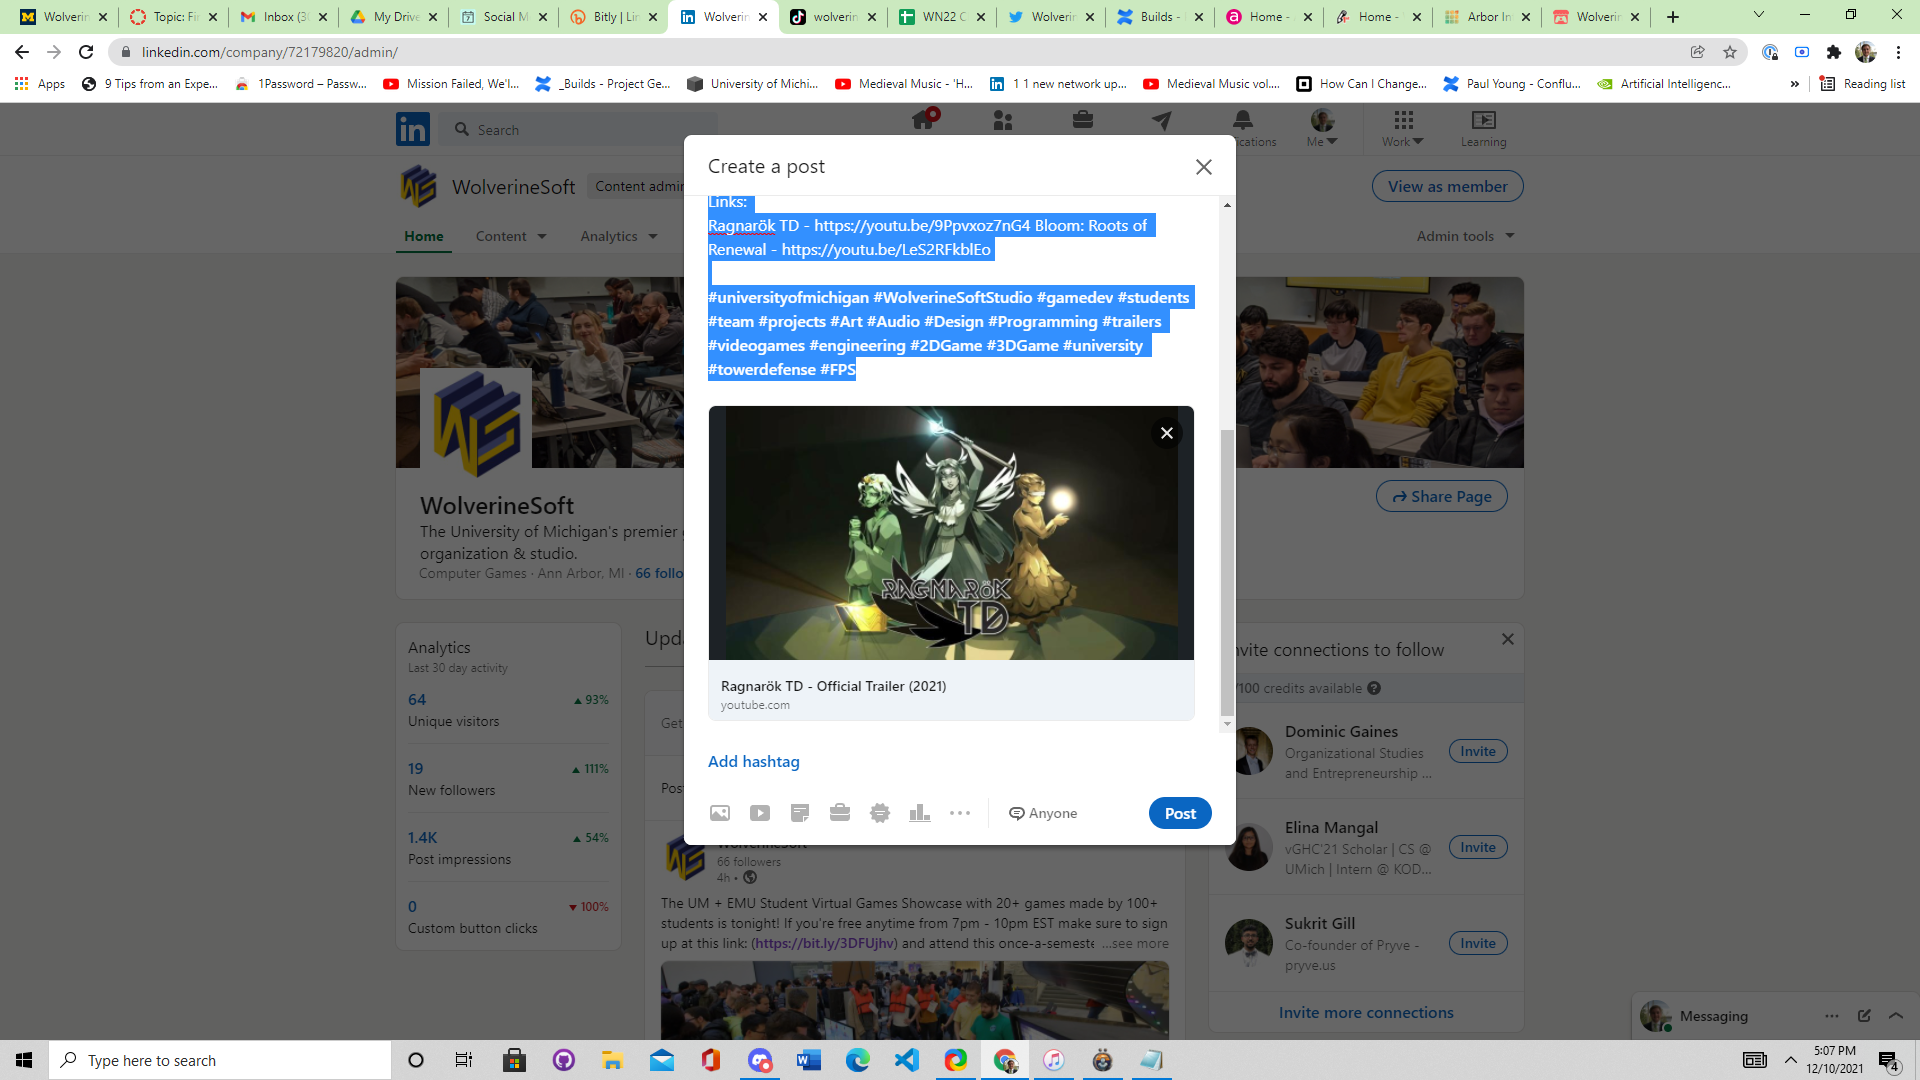 Wolverin
Topic: Fir
Inbox (30
My Drive
Social M
Bitly | Lin
Wolverin
wolverin
WN22 C
Wolverin
Builds -
Home -
Home -
Arbor Int
Wolverin
linkedin.com/company/72179820/admin/
Apps
9 Tips from an Expe...
1Password – Passw...
Mission Failed, We'l...
_Builds - Project Ge...
University of Michi...
Medieval Music - 'H...
1 1 new network up...
Medieval Music vol....
How Can I Change...
Paul Young - Conflu...
Artificial Intelligenc...
»
Reading list
in
Search
ications
Me
Work
Learning
WolverineSoft
Content admin
View as member
Home
Content
Analytics
Admin tools
Create a post
Links:
Ragnarök TD - https://youtu.be/9Ppvxoz7nG4 Bloom: Roots of
Renewal - https://youtu.be/LeS2RFkblEo
#universityofmichigan #WolverineSoftStudio #gamedev #students
#team #projects #Art #Audio #Design #Programming #trailers
#videogames #engineering #2DGame #3DGame #university
#towerdefense #FPS
RAGNARÖK
TD
Ragnarök TD - Official Trailer (2021)
youtube.com
Add hashtag
Anyone
Post
WS
WolverineSoft
The University of Michigan's premier
organization & studio.
Computer Games · Ann Arbor, MI · 66 follo
Share Page
Analytics
Last 30 day activity
64
93%
Unique visitors
19
111%
New followers
1.4K
54%
Post impressions
0
100%
Custom button clicks
Upda
Get
Post
WolverineSoft
66 followers
4h •
The UM + EMU Student Virtual Games Showcase with 20+ games made by 100+
students is tonight! If you're free anytime from 7pm - 10pm EST make sure to sign
up at this link: (https://bit.ly/3DFUjhv) and attend this once-a-semeste ...see more
nvite connections to follow
/100 credits available
Dominic Gaines
Organizational Studies
and Entrepreneurship ...
Invite
Elina Mangal
vGHC'21 Scholar | CS @
UMich | Intern @ KOD...
Invite
Sukrit Gill
Co-founder of Pryve -
pryve.us
Invite
Invite more connections
Messaging
Type here to search
5:07 PM
12/10/2021
4